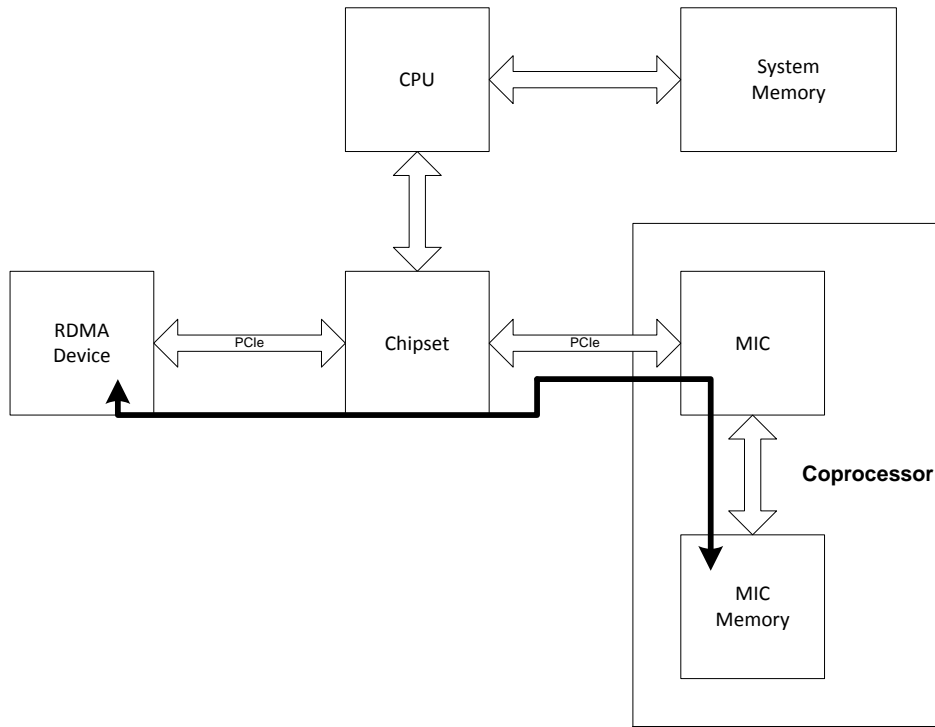 CPU
System
Memory
RDMA
Device
PCIe
Chipset
PCIe
MIC
Coprocessor
MIC
Memory